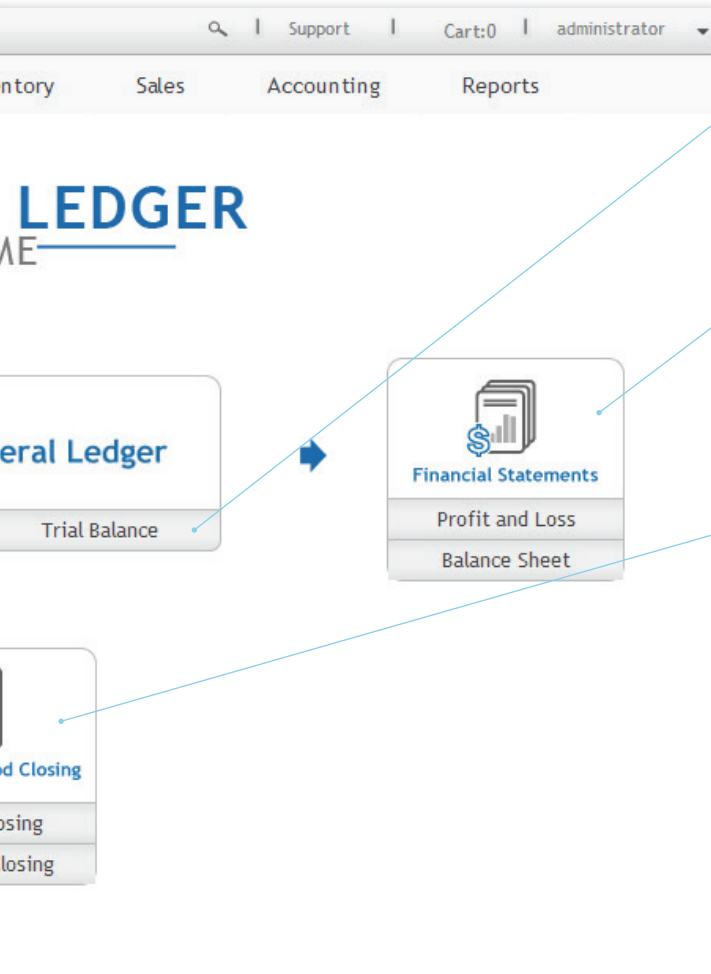 Support Cart:0 administrator
ntory Sales Accounting Reports
LEDGER
ME
eral Ledger
Trial Balance
Financial Statements
Profit and Loss
Balance Sheet
od Closing
osing
losing